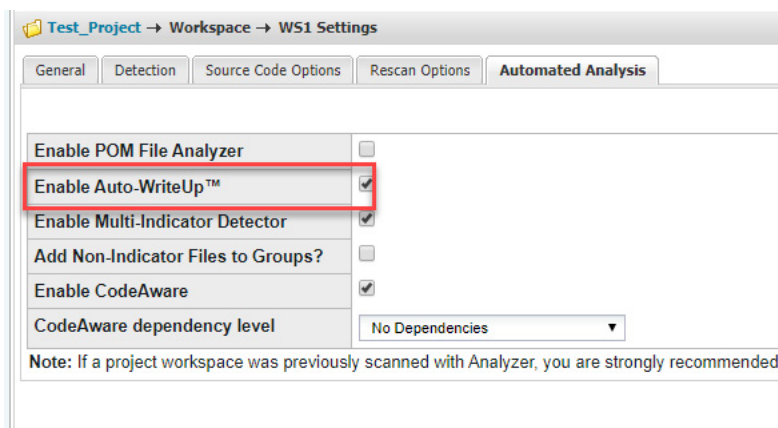 Test_Project → Workspace → WS1 Settings
General Detection Source Code Options Rescan Options Automated Analysis
Enable POM File Analyzer
Enable Auto-WriteUp™
Enable Multi-Indicator Detector
Add Non-Indicator Files to Groups?
Enable CodeAware
CodeAware dependency level No Dependencies
Note: If a project workspace was previously scanned with Analyzer, you are strongly recommended